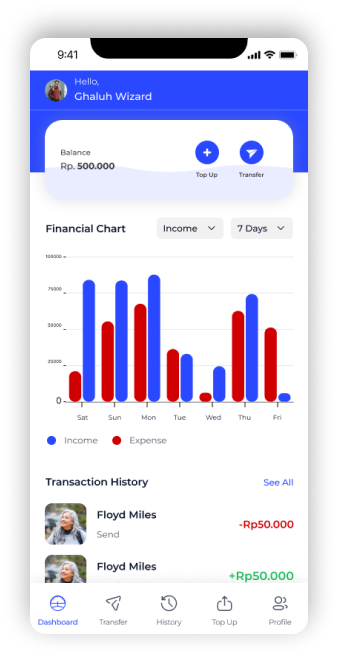 9:41
Hello,
Ghaluh Wizard
Balance
Rp. 500.000
Top Up
Transfer
Financial Chart
Income
7 Days
100000
75000
50000
25000
0
Sat Sun Mon Tue Wed Thu Fri
Income Expense
Transaction History
See All
Floyd Miles
Send
-Rp50.000
Floyd Miles
+Rp50.000
Dashboard Transfer History Top Up Profile